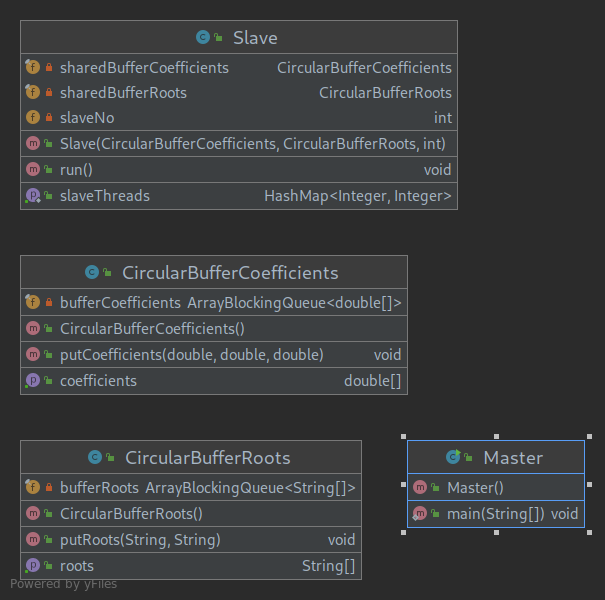 Slave
sharedBufferCoefficients CircularBufferCoefficients
sharedBufferRoots CircularBufferRoots
slaveNo int
Slave(CircularBufferCoefficients, CircularBufferRoots, int)
run() void
slaveThreads HashMap<Integer, Integer>
CircularBufferCoefficients
bufferCoefficients ArrayBlockingQueue<double[]>
CircularBufferCoefficients()
putCoefficients(double, double, double) void
coefficients double[]
CircularBufferRoots
bufferRoots ArrayBlockingQueue<String[]>
CircularBufferRoots()
putRoots(String, String) void
roots String[]
Master
Master()
main(String[]) void
Powered by yFiles